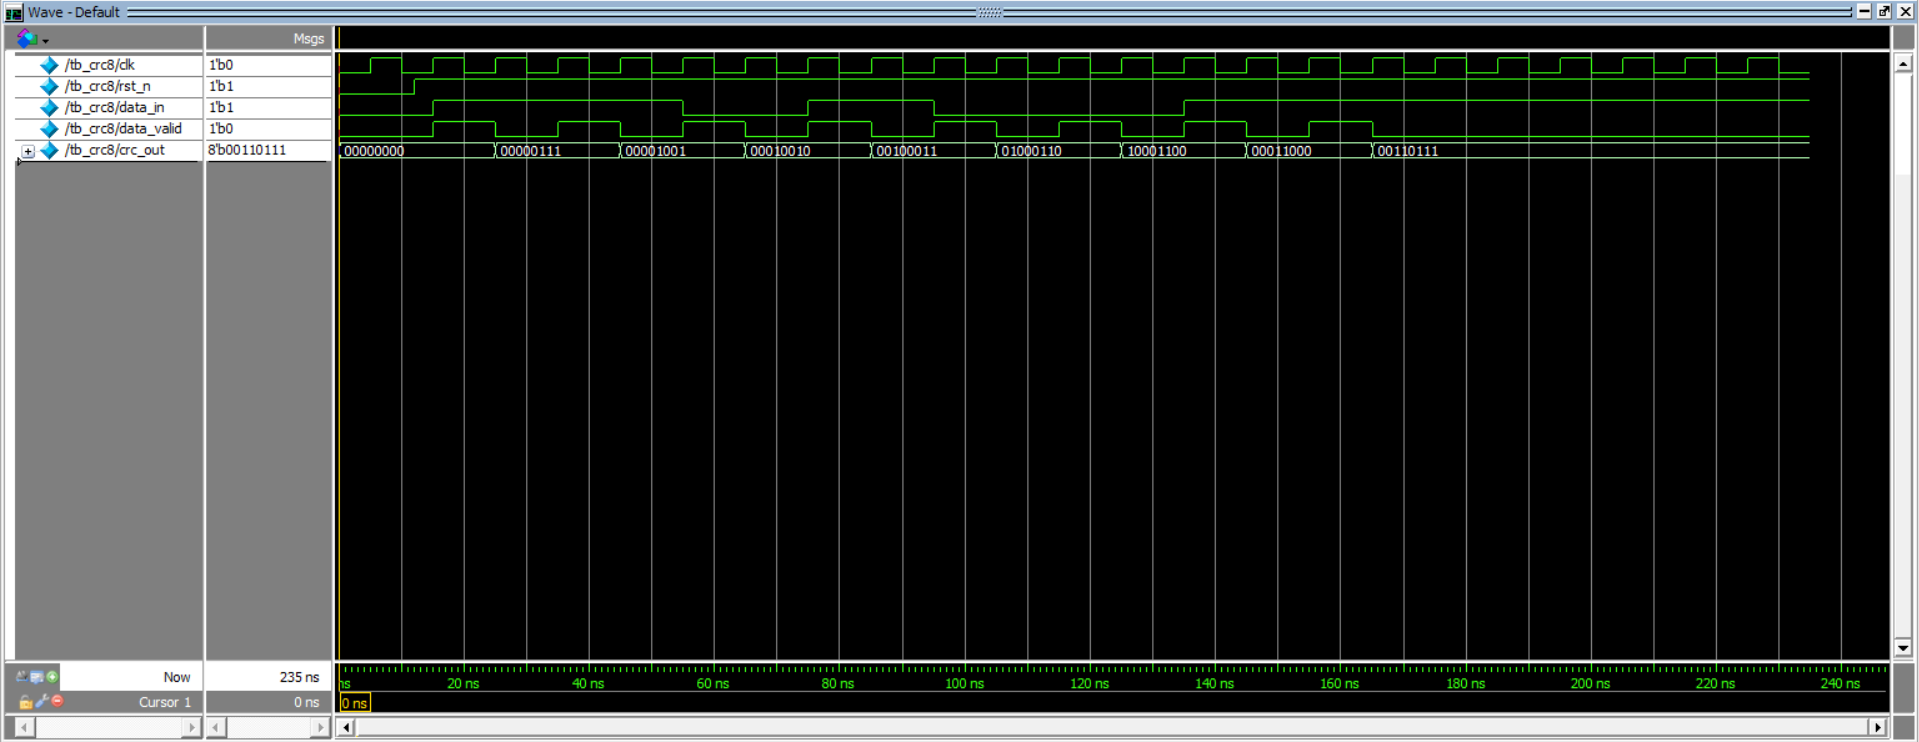 Wave - Default
Msgs
/tb_crc8/clk 1'b0
/tb_crc8/rst_n 1'b1
/tb_crc8/data_in 1'b1
/tb_crc8/data_valid 1'b0
/tb_crc8/crc_out 8'b00110111 00000000 00000111 00001001 00010010 00100011 01000110 10001100 00011000 00110111
Now 235 ns ns 20 ns 40 ns 60 ns 80 ns 100 ns 120 ns 140 ns 160 ns 180 ns 200 ns 220 ns 240 ns
Cursor 1 0 ns 0 ns